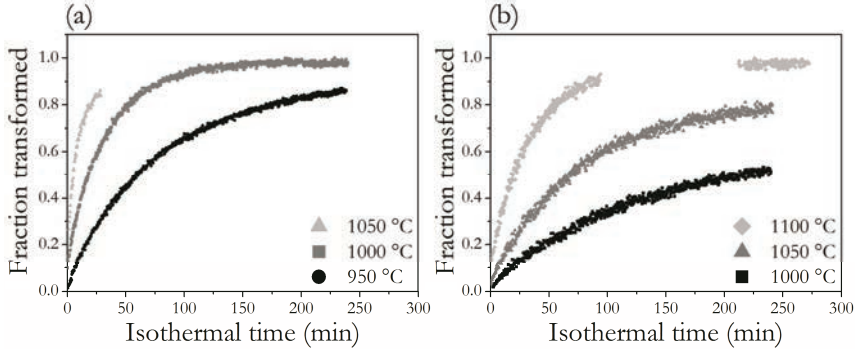 (a)
Fraction transformed
1.0
0.8
0.6
0.4
0.2
0.0
1050 °C
1000 °C
950 °C
0 50 100 150 200 250 300
Isothermal time (min)
(b)
Fraction transformed
1.0
0.8
0.6
0.4
0.2
0.0
1100 °C
1050 °C
1000 °C
0 50 100 150 200 250 300
Isothermal time (min)